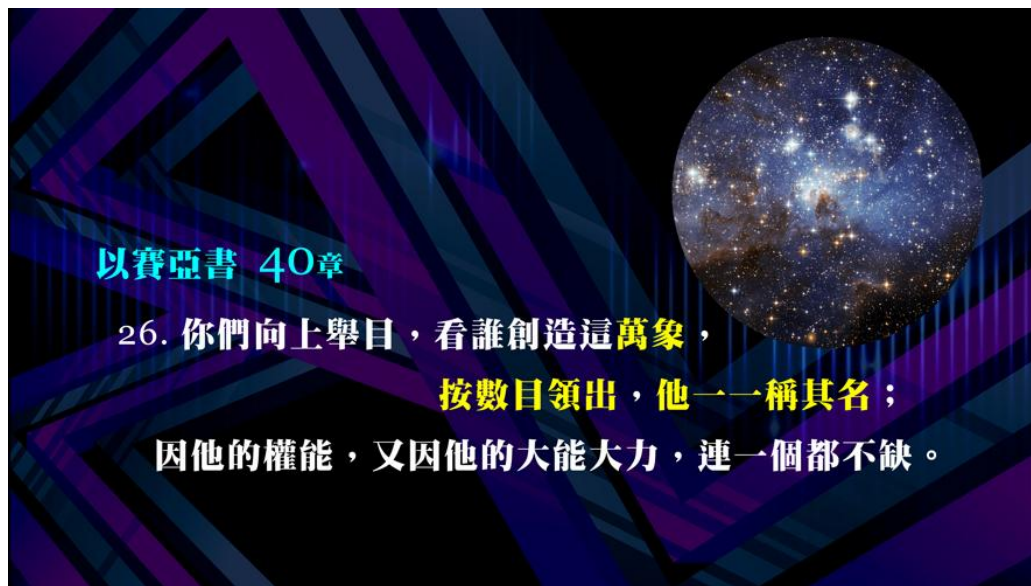 以賽亞書 40章
26. 你們向上舉目，看誰創造這萬象，
按數目領出，他一一稱其名；
因他的權能，又因他的大能大力，連一個都不缺。